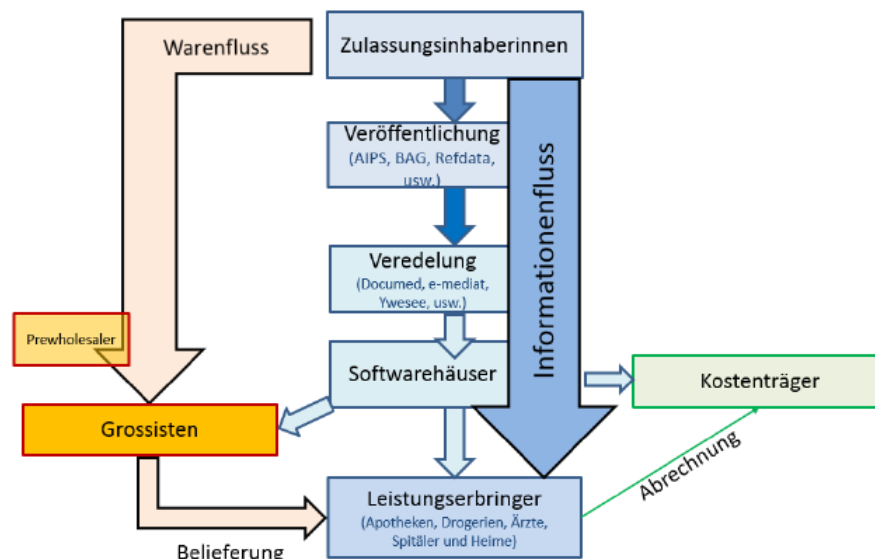 Warenfluss
Zulassungsinhaberinnen
Veröffentlichung
(AIPS, BAG, Refdata,
usw.)
Informationenfluss
Veredelung
(Documed, e-mediat,
Ywesee, usw.)
Prewholesaler
Softwarehäuser
Kostenträger
Grossisten
Abrechnung
Leistungserbringer
(Apotheken, Drogerien, Ärzte,
Spitäler und Heime)
Belieferung